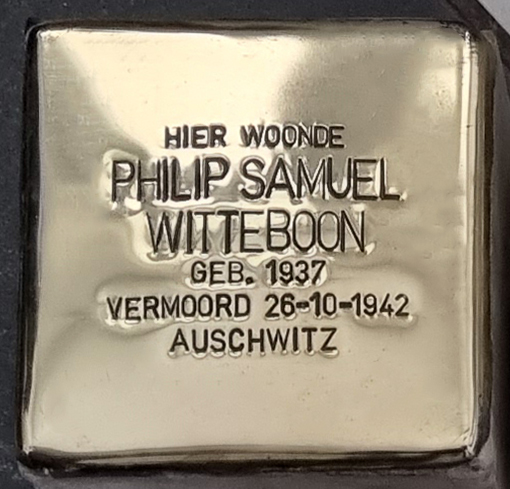 HIER WOONDE
PHILIP SAMUEL
WITTEBOON
GEB. 1937
VERMOORD 26-10-1942
AUSCHWITZ